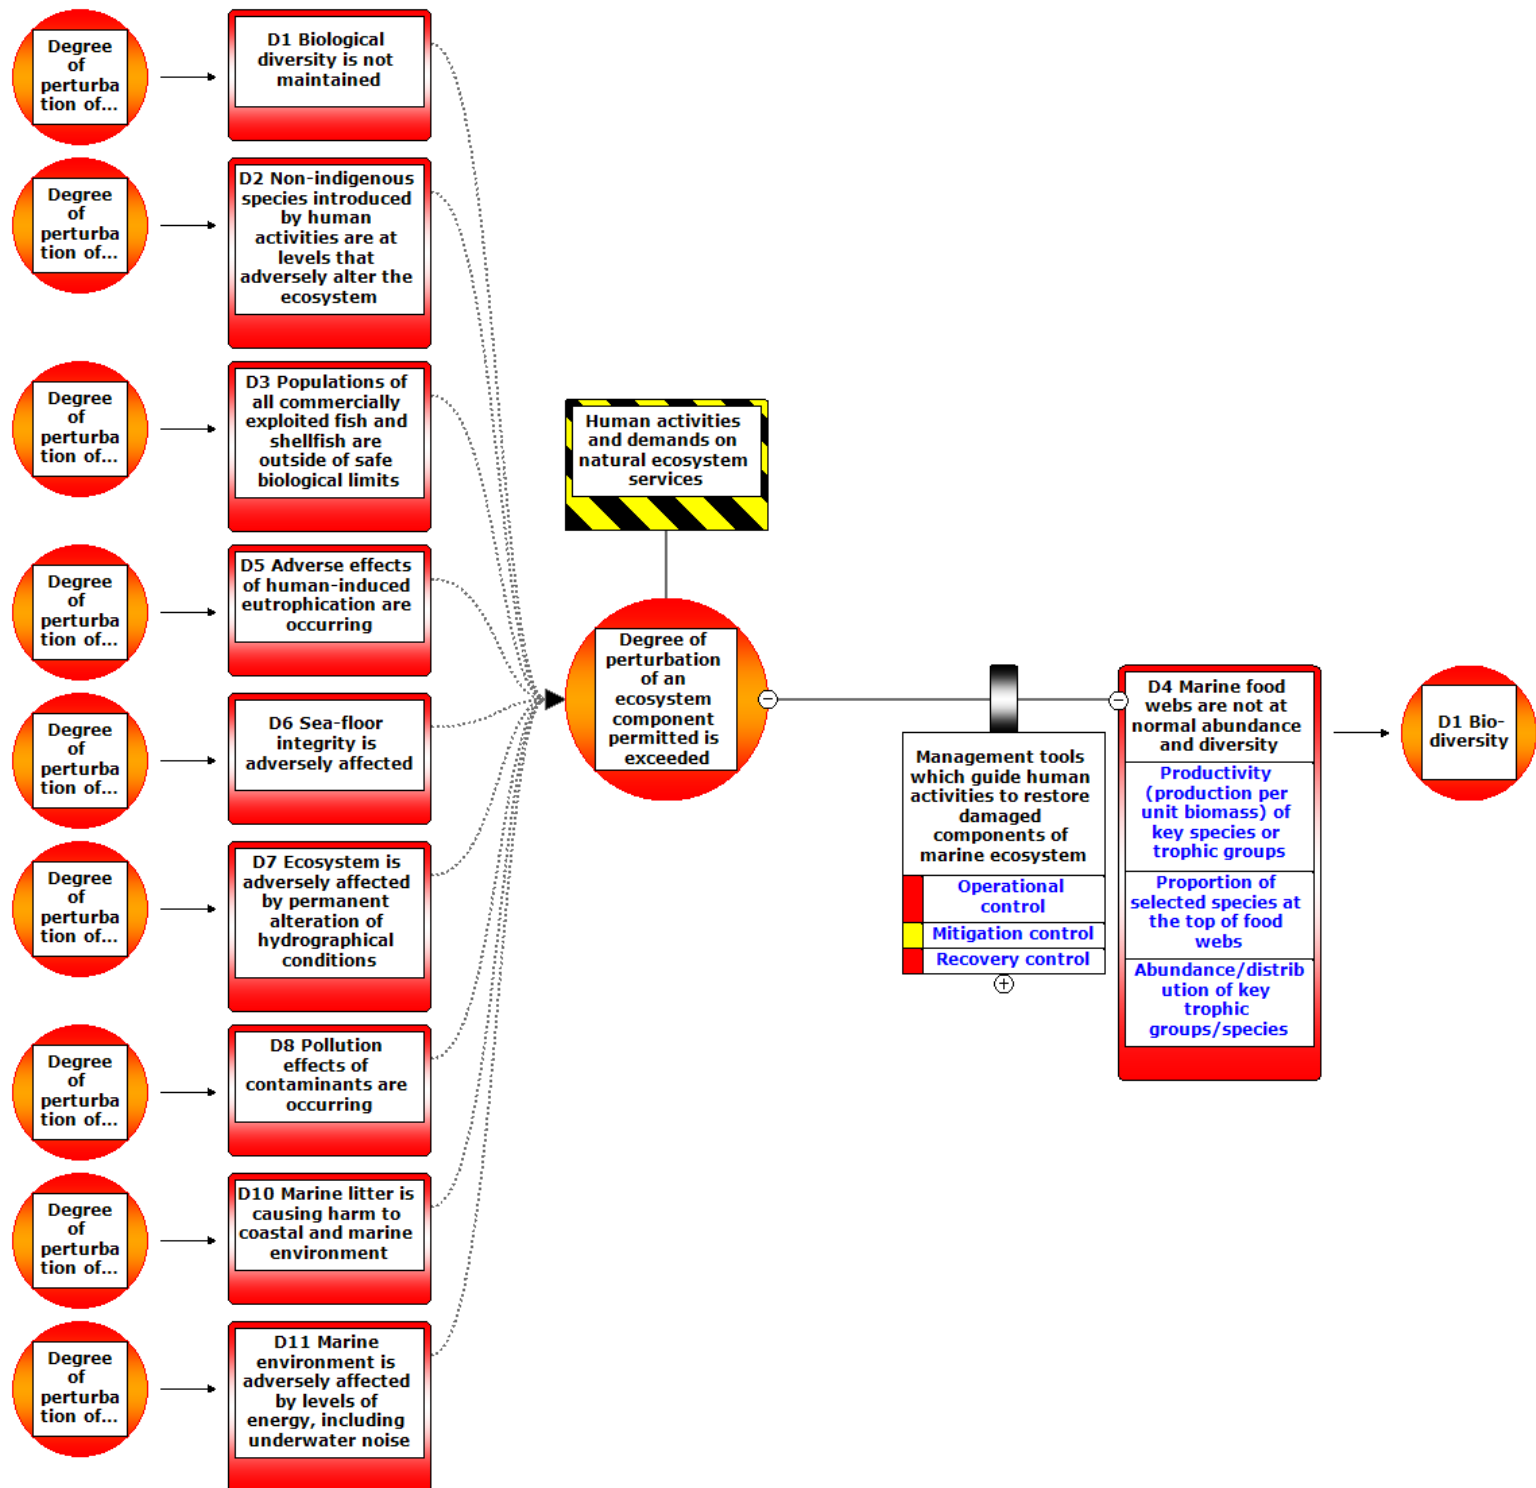 Degree
of
perturba
tion of...
D1 Biological
diversity is not
maintained
Degree
of
perturba
tion of...
D2 Non-indigenous
species introduced
by human
activities are at
levels that
adversely alter the
ecosystem
Degree
of
perturba
tion of...
D3 Populations of
all commercially
exploited fish and
shellfish are
outside of safe
biological limits
Degree
of
perturba
tion of...
D5 Adverse effects
of human-induced
eutrophication are
occurring
Degree
of
perturba
tion of...
D6 Sea-floor
integrity is
adversely affected
Degree
of
perturba
tion of...
D7 Ecosystem is
adversely affected
by permanent
alteration of
hydrographical
conditions
Degree
of
perturba
tion of...
D8 Pollution
effects of
contaminants are
occurring
Degree
of
perturba
tion of...
D10 Marine litter is
causing harm to
coastal and marine
environment
Degree
of
perturba
tion of...
D11 Marine
environment is
adversely affected
by levels of
energy, including
underwater noise
Human activities
and demands on
natural ecosystem
services
Degree of
perturbation
of an
ecosystem
component
permitted is
exceeded
Management tools
which guide human
activities to restore
damaged
components of
marine ecosystem
Operational
control
Mitigation control
Recovery control
D4 Marine food
webs are not at
normal abundance
and diversity
Productivity
(production per
unit biomass) of
key species or
trophic groups
Proportion of
selected species at
the top of food
webs
Abundance/distrib
ution of key
trophic
groups/species
D1 Bio-
diversity